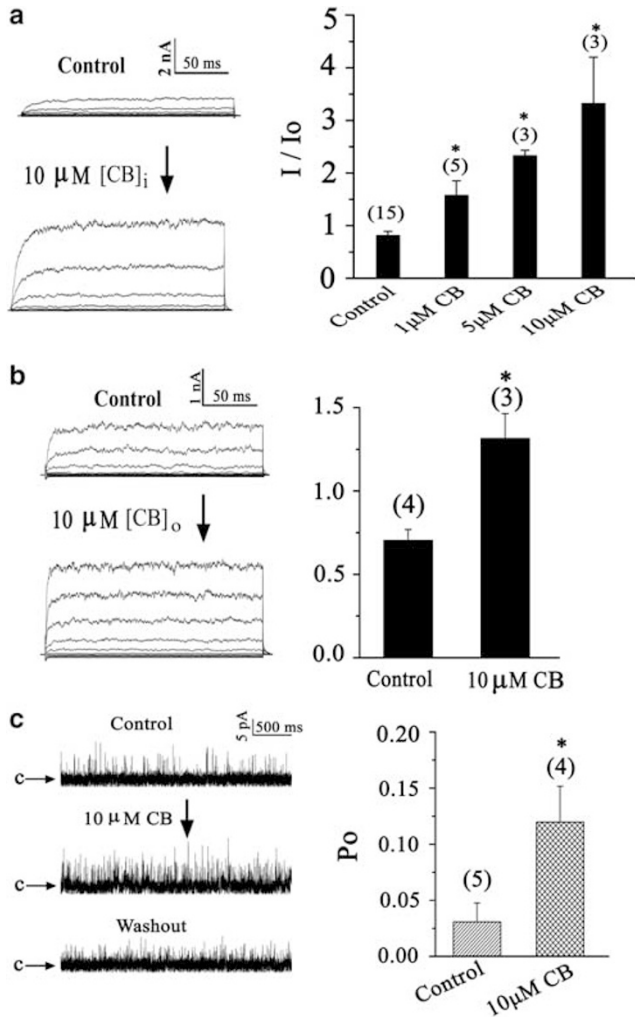 a
Control
2 nA
50 ms
10 μM [CB]i
I / Io
5
4
3
2
1
0
(15)
*
(5)
*
(3)
*
(3)
Control
1μM CB
5μM CB
10μM CB
b
Control
1 nA
50 ms
10 μM [CB]o
1.5
1.0
0.5
0.0
(4)
*
(3)
Control
10 μM CB
c
Control
5 pA
500 ms
c
10 μM CB
c
Washout
c
Po
0.20
0.15
0.10
0.05
0.00
(5)
*
(4)
Control
10μM CB